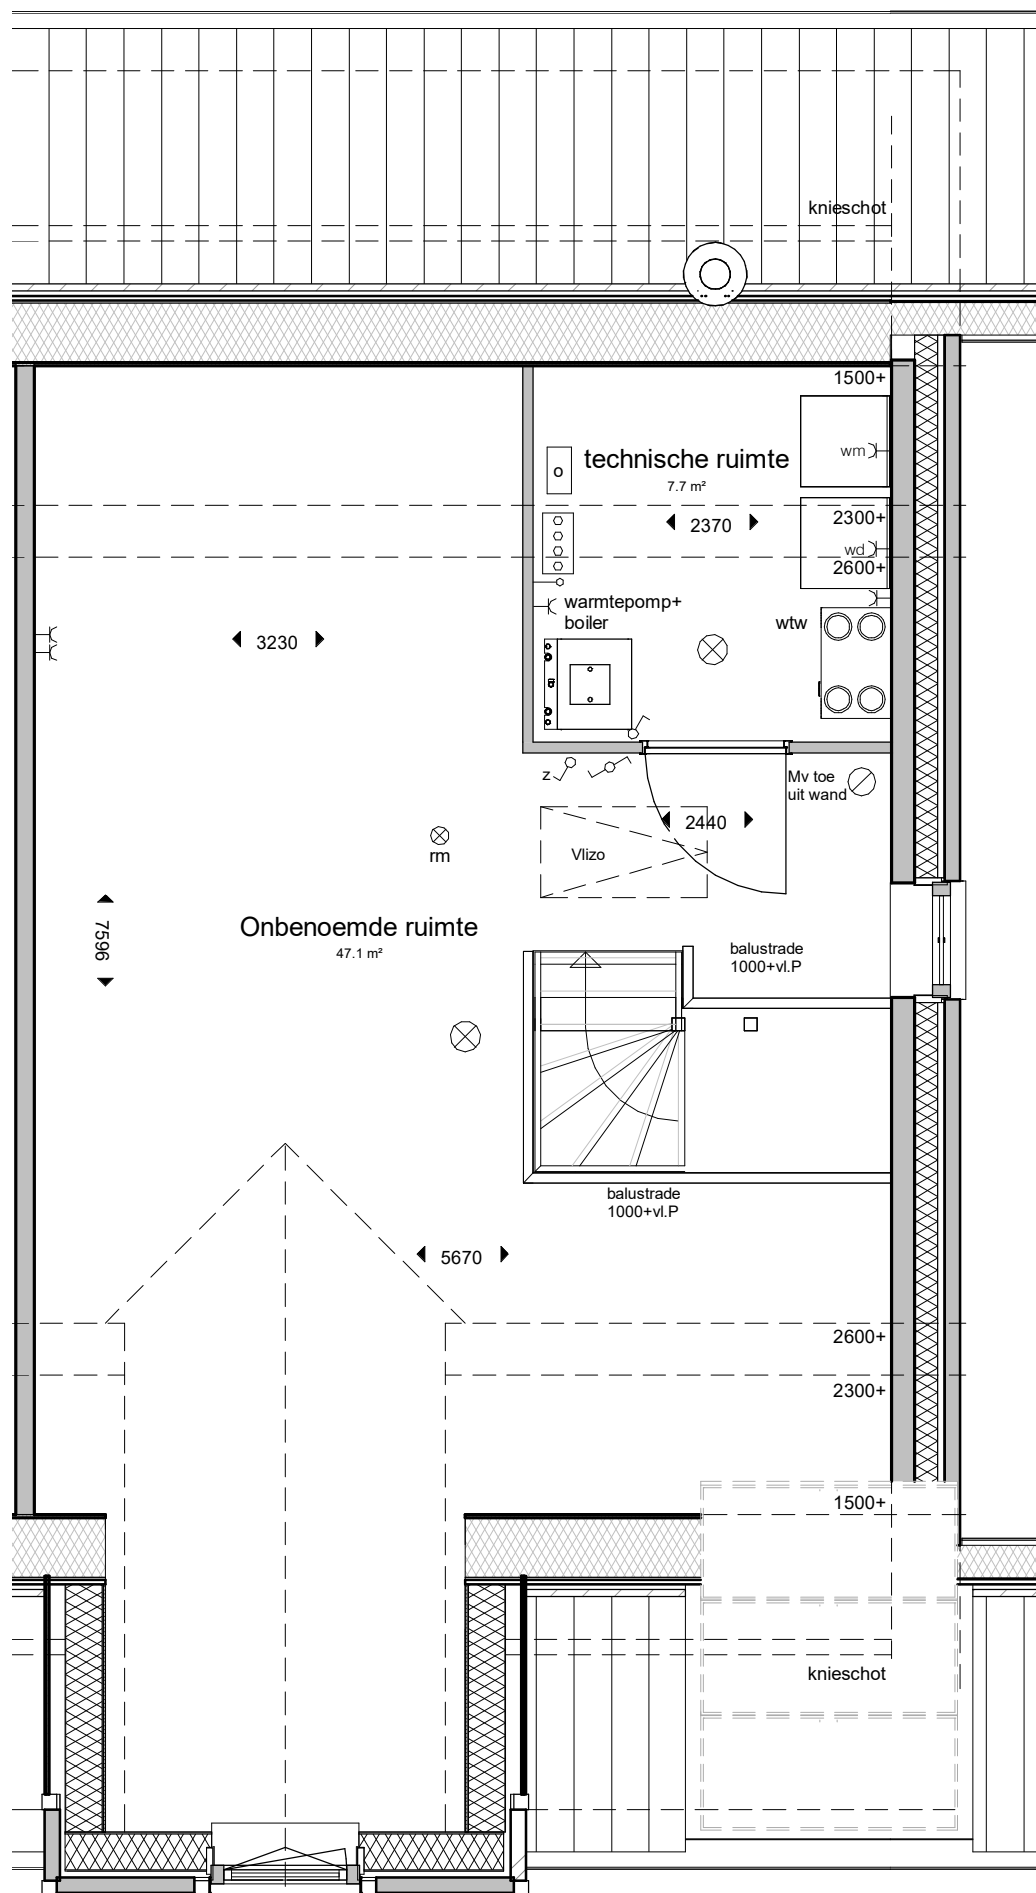 knieschot
1500+
wm
technische ruimte
7.7 m²
2370
2300+
wd
2600+
warmtepomp+
boiler
wtw
3230
z
Mv toe
uit wand
2440
rm
Vlizo
7596
Onbenoemde ruimte
47.1 m²
balustrade
1000+vl.P
balustrade
1000+vl.P
5670
2600+
2300+
1500+
knieschot